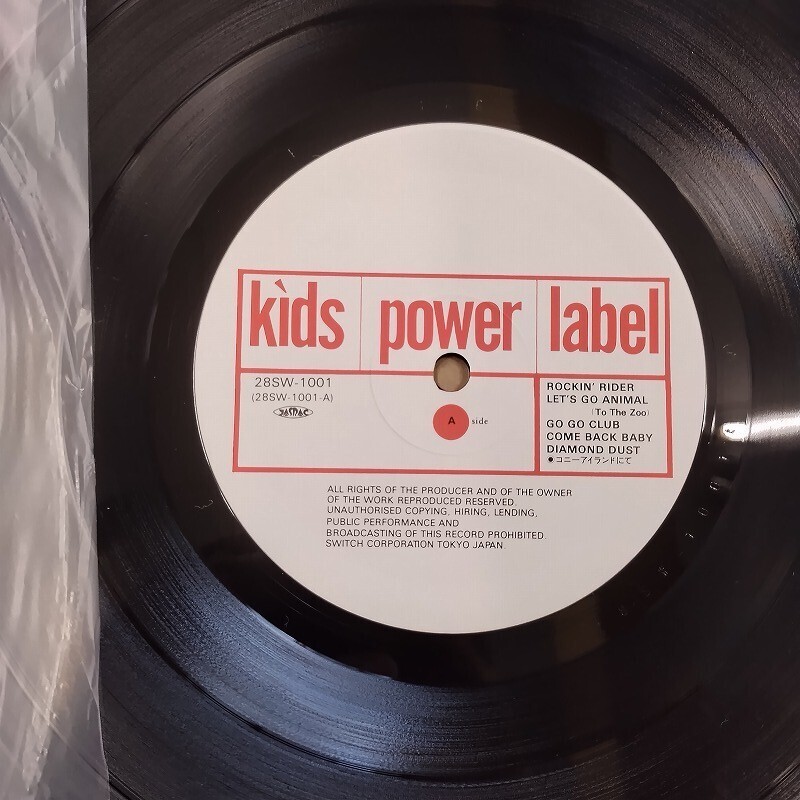 kìds power label
28SW-1001
(28SW-1001-A)
JASRAC
A side
ROCKIN' RIDER
LET'S GO ANIMAL
(To The Zoo)
GO GO CLUB
COME BACK BABY
DIAMOND DUST
●コニーアイランドにて
ALL RIGHTS OF THE PRODUCER AND OF THE OWNER
OF THE WORK REPRODUCED RESERVED.
UNAUTHORISED COPYING, HIRING, LENDING,
PUBLIC PERFORMANCE AND
BROADCASTING OF THIS RECORD PROHIBITED.
SWITCH CORPORATION TOKYO JAPAN.